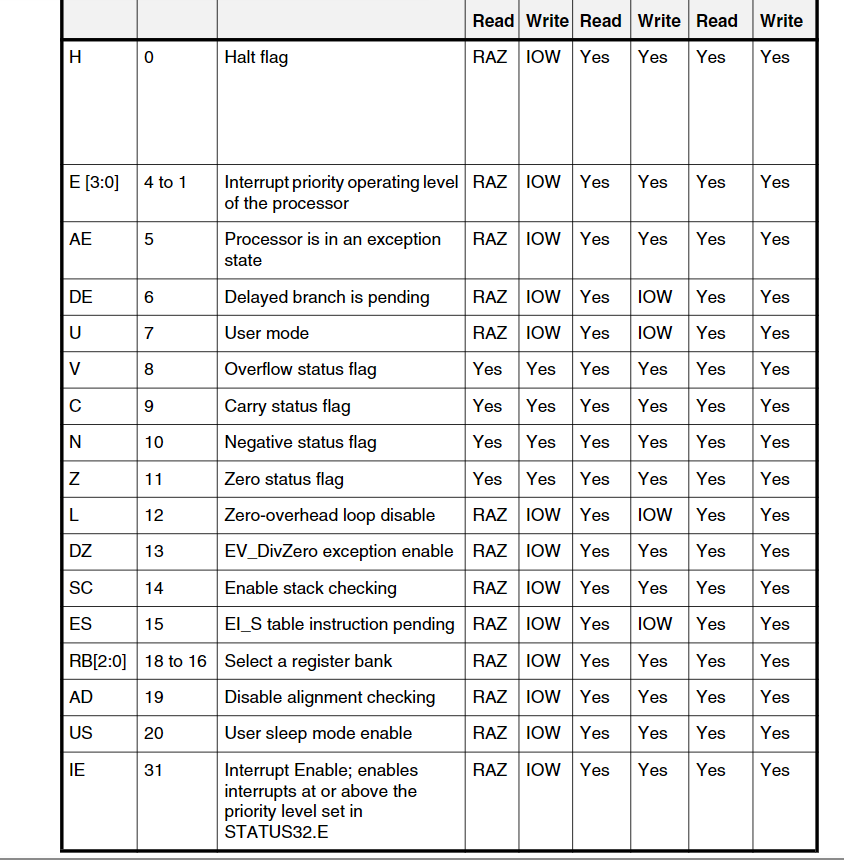 Read Write Read Write Read Write
H 0 Halt flag RAZ IOW Yes Yes Yes Yes
E [3:0] 4 to 1 Interrupt priority operating level RAZ IOW Yes Yes Yes Yes
of the processor
AE 5 Processor is in an exception RAZ IOW Yes Yes Yes Yes
state
DE 6 Delayed branch is pending RAZ IOW Yes IOW Yes Yes
U 7 User mode RAZ IOW Yes IOW Yes Yes
V 8 Overflow status flag Yes Yes Yes Yes Yes Yes
C 9 Carry status flag Yes Yes Yes Yes Yes Yes
N 10 Negative status flag Yes Yes Yes Yes Yes Yes
Z 11 Zero status flag Yes Yes Yes Yes Yes Yes
L 12 Zero-overhead loop disable RAZ IOW Yes IOW Yes Yes
DZ 13 EV_DivZero exception enable RAZ IOW Yes Yes Yes Yes
SC 14 Enable stack checking RAZ IOW Yes Yes Yes Yes
ES 15 EI_S table instruction pending RAZ IOW Yes IOW Yes Yes
RB[2:0] 18 to 16 Select a register bank RAZ IOW Yes Yes Yes Yes
AD 19 Disable alignment checking RAZ IOW Yes Yes Yes Yes
US 20 User sleep mode enable RAZ IOW Yes Yes Yes Yes
IE 31 Interrupt Enable; enables RAZ IOW Yes Yes Yes Yes
interrupts at or above the
priority level set in
STATUS32.E